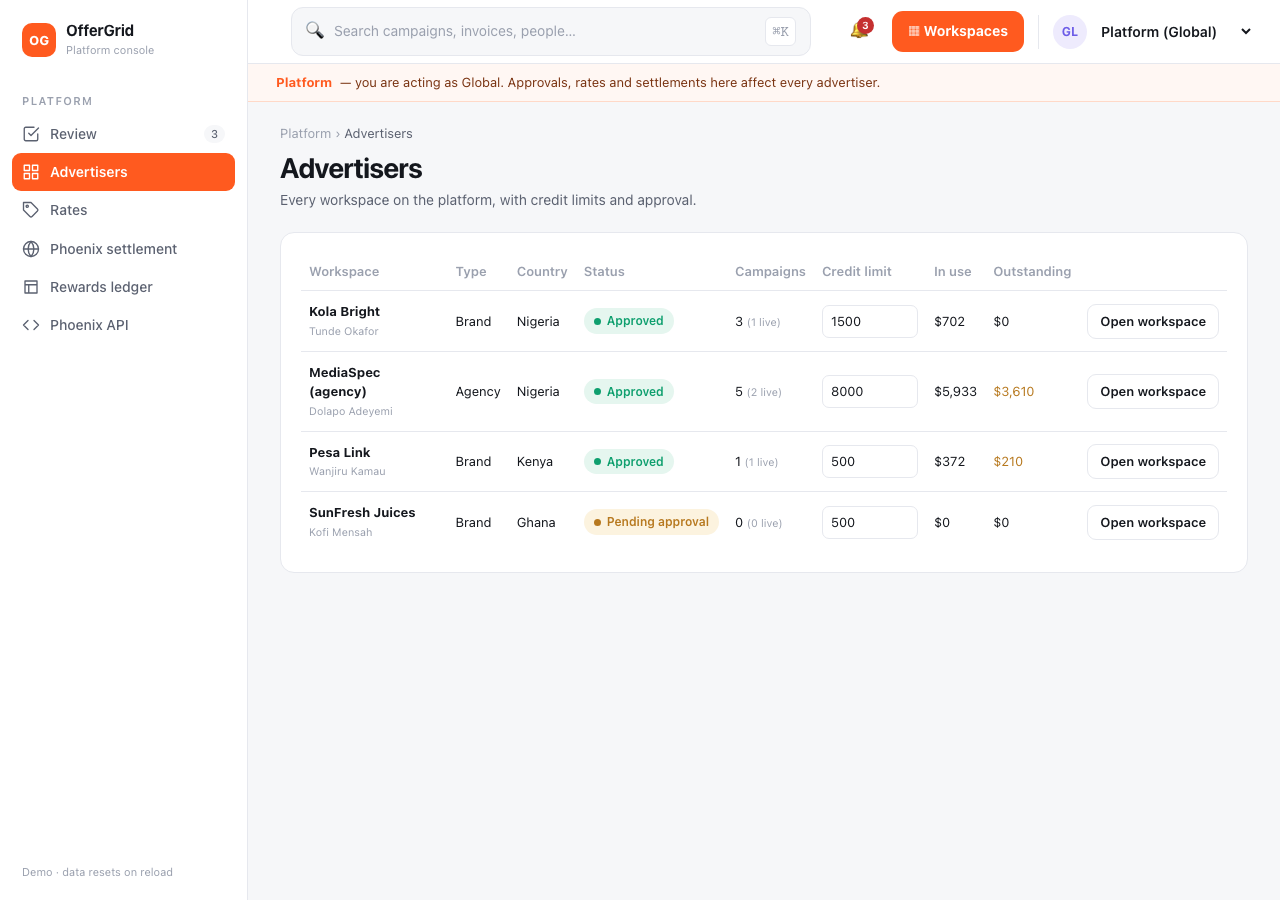 OG
OfferGrid
Platform console
Search campaigns, invoices, people…
⌘K
3
Workspaces
GL
Platform (Global)
Platform — you are acting as Global. Approvals, rates and settlements here affect every advertiser.
PLATFORM
Review 3
Advertisers
Rates
Phoenix settlement
Rewards ledger
Phoenix API
Demo · data resets on reload
Platform › Advertisers
Advertisers
Every workspace on the platform, with credit limits and approval.
Workspace Type Country Status Campaigns Credit limit In use Outstanding
Kola Bright
Tunde Okafor
Brand Nigeria Approved 3 (1 live) 1500 $702 $0 Open workspace
MediaSpec
(agency)
Dolapo Adeyemi
Agency Nigeria Approved 5 (2 live) 8000 $5,933 $3,610 Open workspace
Pesa Link
Wanjiru Kamau
Brand Kenya Approved 1 (1 live) 500 $372 $210 Open workspace
SunFresh Juices
Kofi Mensah
Brand Ghana Pending approval 0 (0 live) 500 $0 $0 Open workspace